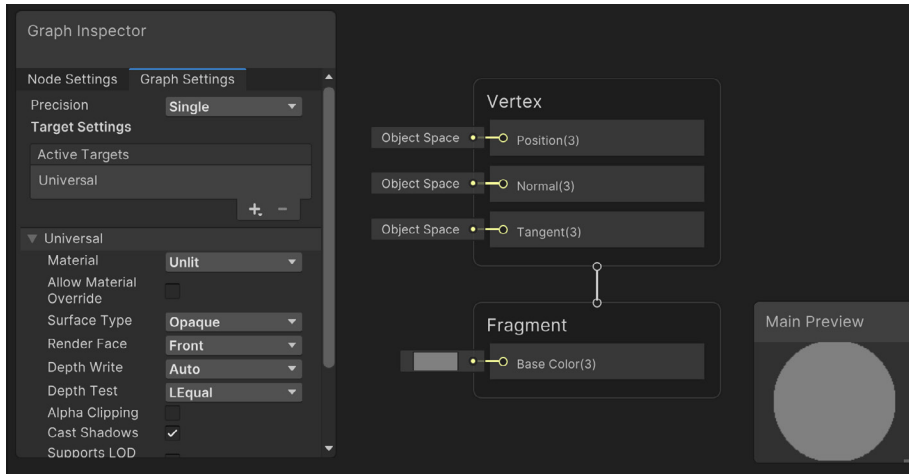 Graph Inspector
Node Settings Graph Settings
Precision Single
Target Settings
Active Targets
Universal
+ -
Universal
Material Unlit
Allow Material
Override
Surface Type Opaque
Render Face Front
Depth Write Auto
Depth Test LEqual
Alpha Clipping
Cast Shadows
Supports LOD
Vertex
Object Space Position(3)
Object Space Normal(3)
Object Space Tangent(3)
Fragment
Base Color(3)
Main Preview